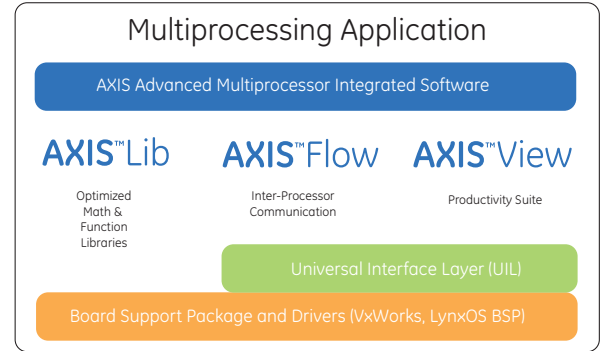 Multiprocessing Application
AXIS Advanced Multiprocessor Integrated Software
AXIS™Lib
AXIS™Flow
AXIS™View
Optimized
Math &
Function
Libraries
Inter-Processor
Communication
Productivity Suite
Universal Interface Layer (UIL)
Board Support Package and Drivers (VxWorks, LynxOS BSP)